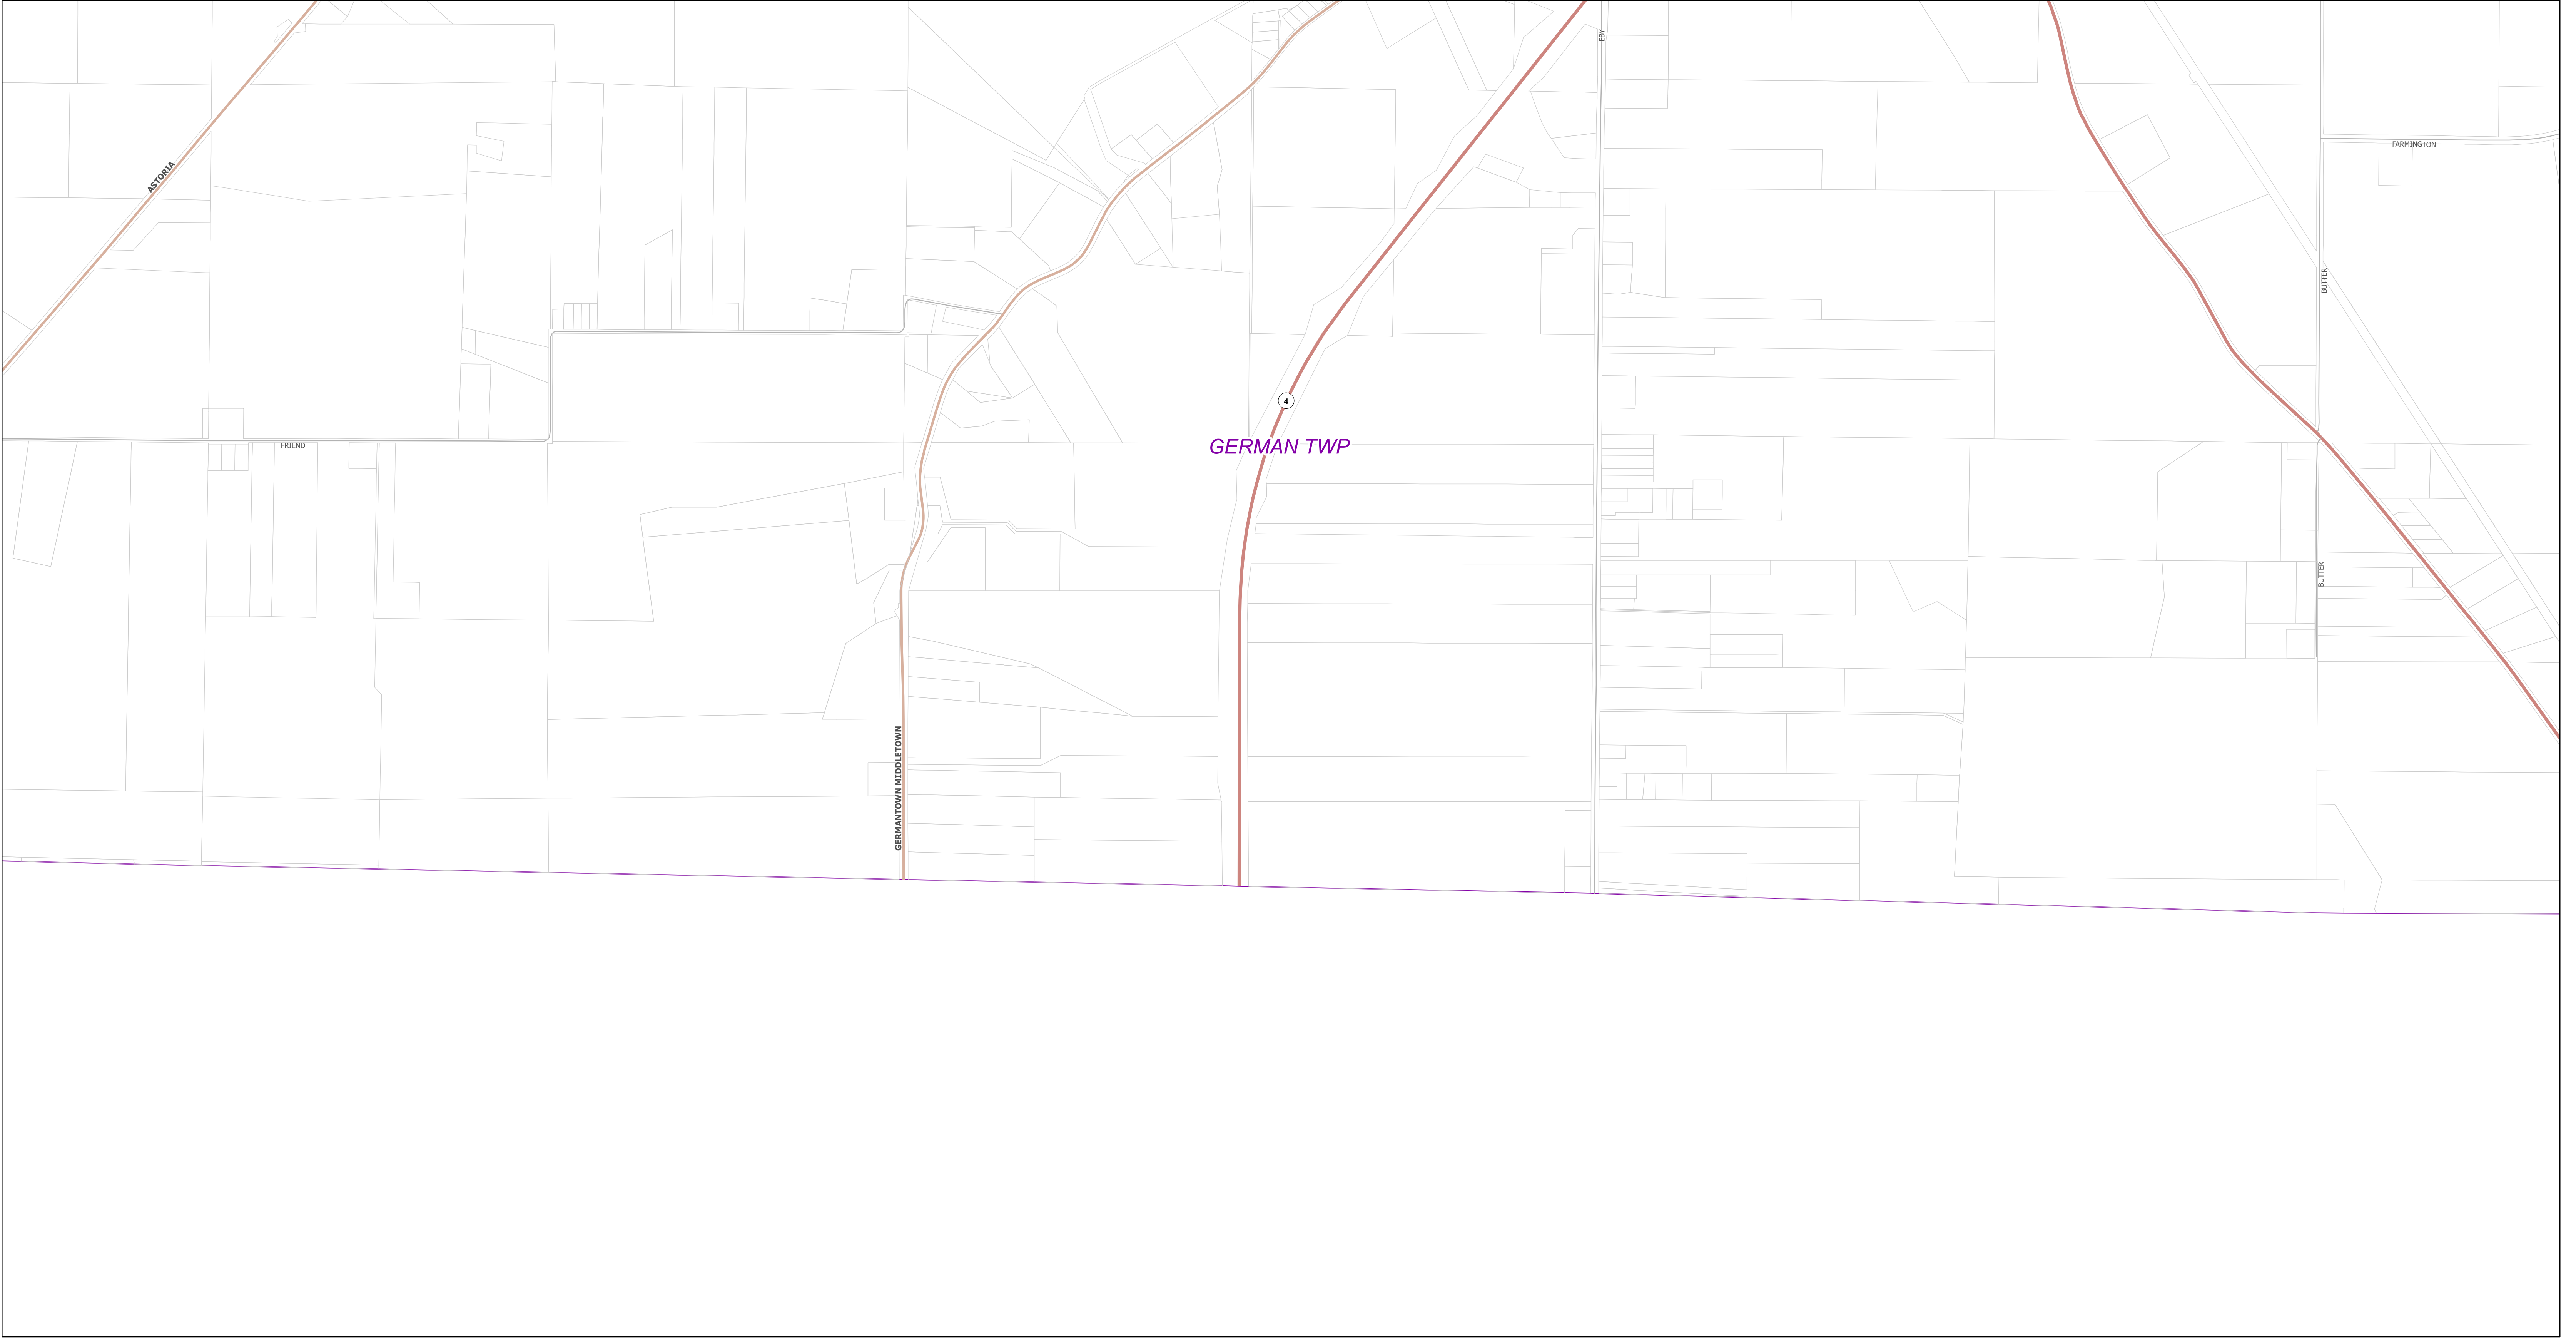 EBY
FARMINGTON
ASTORIA
BUTTER
4
FRIEND
GERMAN TWP
BUTTER
GERMANTOWN MIDDLETOWN